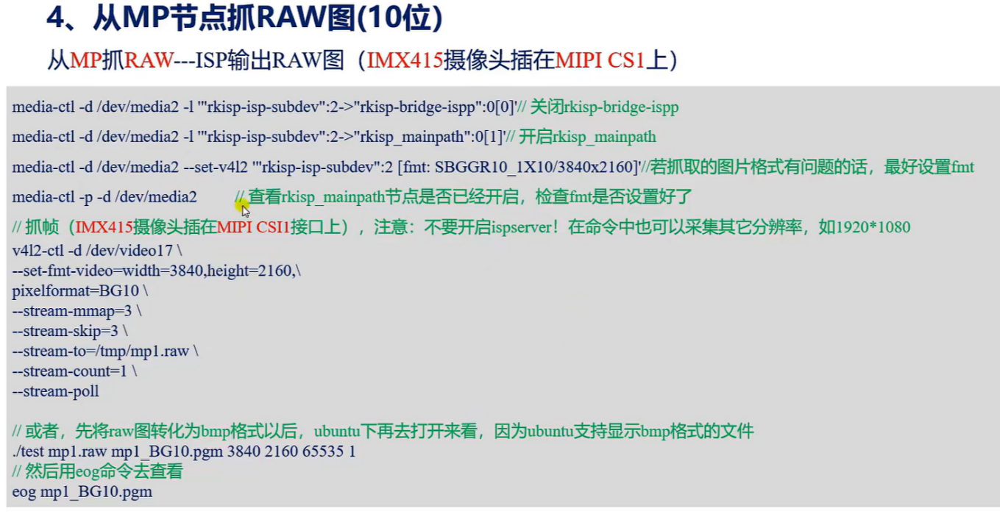 4、从MP节点抓RAW图(10位)
从MP抓RAW---ISP输出RAW图（IMX415摄像头插在MIPI CS1上）
media-ctl -d /dev/media2 -l '"rkisp-isp-subdev":2->"rkisp-bridge-ispp":0[0]'// 关闭rkisp-bridge-ispp
media-ctl -d /dev/media2 -l '"rkisp-isp-subdev":2->"rkisp_mainpath":0[1]'// 开启rkisp_mainpath
media-ctl -d /dev/media2 --set-v4l2 '"rkisp-isp-subdev":2 [fmt: SBGGR10_1X10/3840x2160]'//若抓取的图片格式有问题的话，最好设置fmt
media-ctl -p -d /dev/media2 // 查看rkisp_mainpath节点是否已经开启，检查fmt是否设置好了
// 抓帧（IMX415摄像头插在MIPI CSI1接口上），注意：不要开启ispserver！在命令中也可以采集其它分辨率，如1920*1080
v4l2-ctl -d /dev/video17 \
--set-fmt-video=width=3840,height=2160,\
pixelformat=BG10 \
--stream-mmap=3 \
--stream-skip=3 \
--stream-to=/tmp/mp1.raw \
--stream-count=1 \
--stream-poll
// 或者，先将raw图转化为bmp格式以后，ubuntu下再去打开来看，因为ubuntu支持显示bmp格式的文件
./test mp1.raw mp1_BG10.pgm 3840 2160 65535 1
// 然后用eog命令去查看
eog mp1_BG10.pgm